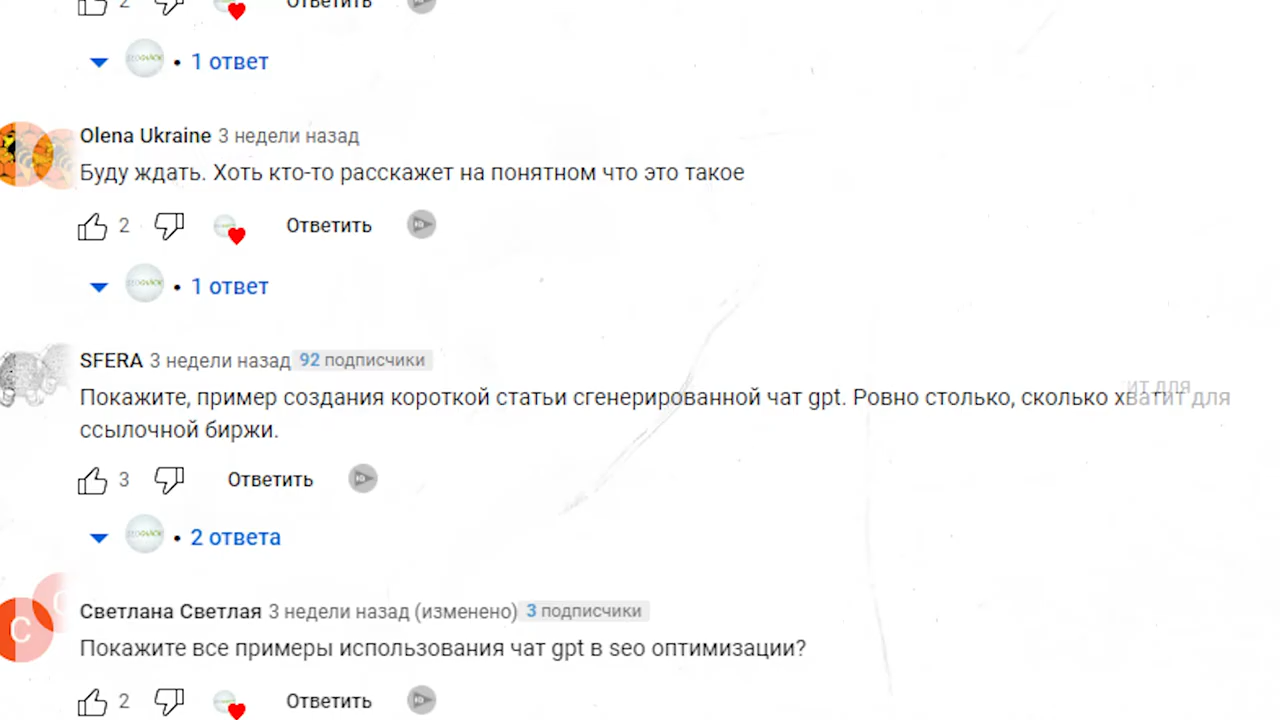 2 Ответить
1 ответ
Olena Ukraine 3 недели назад
Буду ждать. Хоть кто-то расскажет на понятном что это такое
2 Ответить
1 ответ
SFERA 3 недели назад 92 подписчики
Покажите, пример создания короткой статьи сгенерированной чат gpt. Ровно столько, сколько хватит для
ссылочной биржи.
3 Ответить
2 ответа
С Светлана Светлая 3 недели назад (изменено) 3 подписчики
Покажите все примеры использования чат gpt в seo оптимизации?
2 Ответить